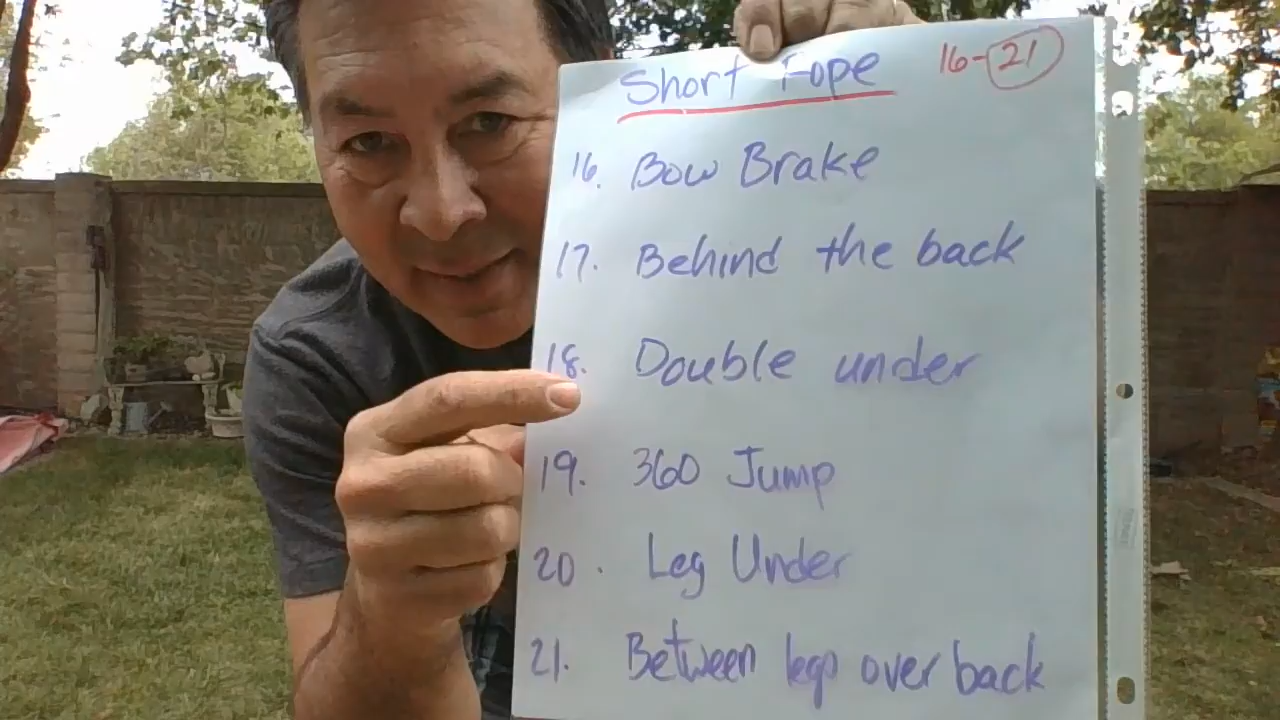 Short Rope 16-21
16. Bow Brake
17. Behind the back
18. Double under
19. 360 Jump
20. Leg Under
21. Between legs over back